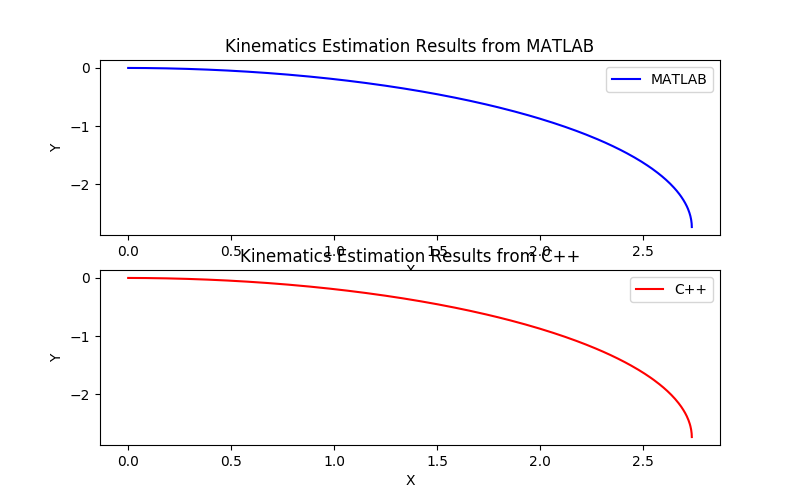 Kinematics Estimation Results from MATLAB
MATLAB
Y
0
−1
−2
0.0 0.5 1.0 1.5 2.0 2.5
X
Kinematics Estimation Results from C++
C++
Y
0
−1
−2
0.0 0.5 1.0 1.5 2.0 2.5
X